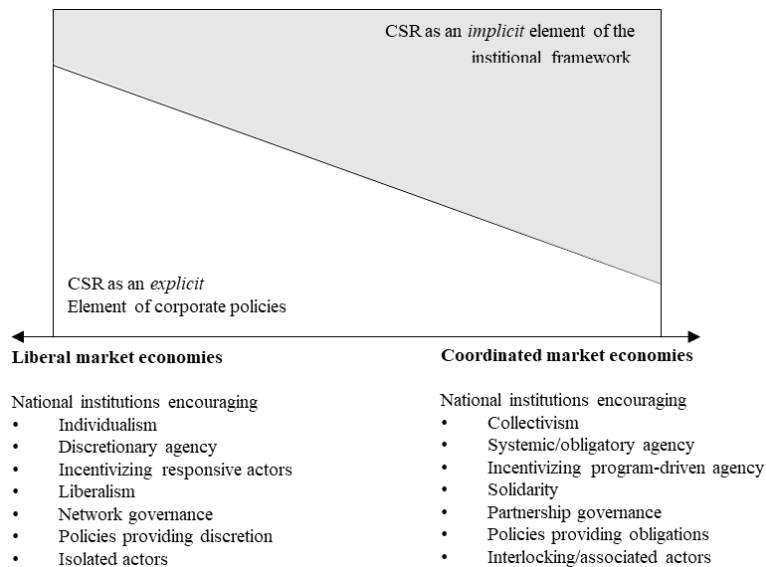 CSR as an implicit element of the
institional framework
CSR as an explicit
Element of corporate policies
Liberal market economies
Coordinated market economies
National institutions encouraging
• Individualism
• Discretionary agency
• Incentivizing responsive actors
• Liberalism
• Network governance
• Policies providing discretion
• Isolated actors
National institutions encouraging
• Collectivism
• Systemic/obligatory agency
• Incentivizing program-driven agency
• Solidarity
• Partnership governance
• Policies providing obligations
• Interlocking/associated actors